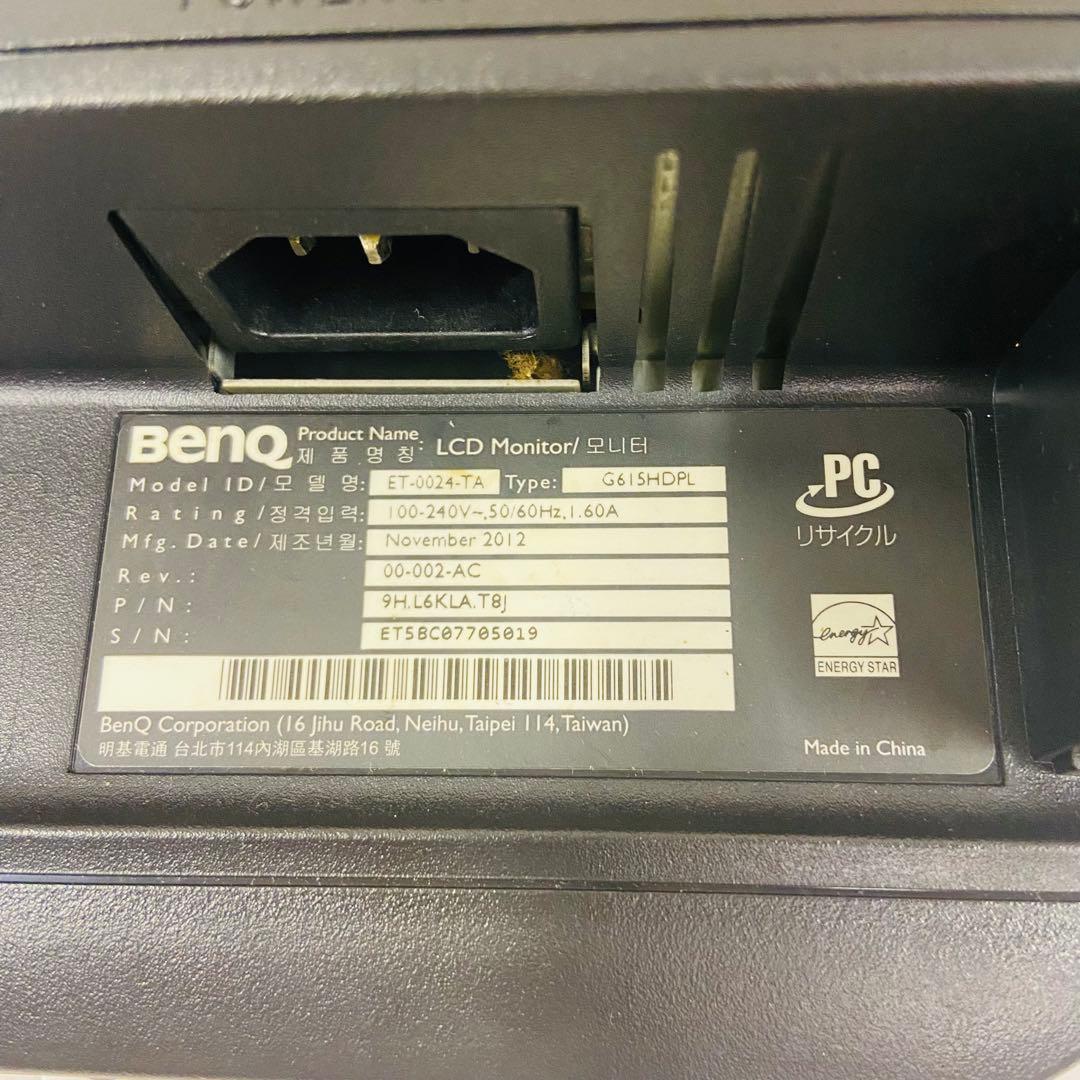 BenQ
Product Name
제 품 명 칭 : LCD Monitor/ 모니터
Model ID/모 델 명: ET-0024-TA Type: G615HDPL
Rating/정격입력: 100-240V~,50/60Hz,1.60A
Mfg. Date/ 제조년월: November 2012
Rev.: 00-002-AC
P/N: 9H.L6KLA.T8J
S/N: ET5BC07705019
BenQ Corporation (16 Jihu Road, Neihu, Taipei 114, Taiwan)
明基電通 台北市114內湖區基湖路16 號
PC
リサイクル
energy
ENERGY STAR
Made in China